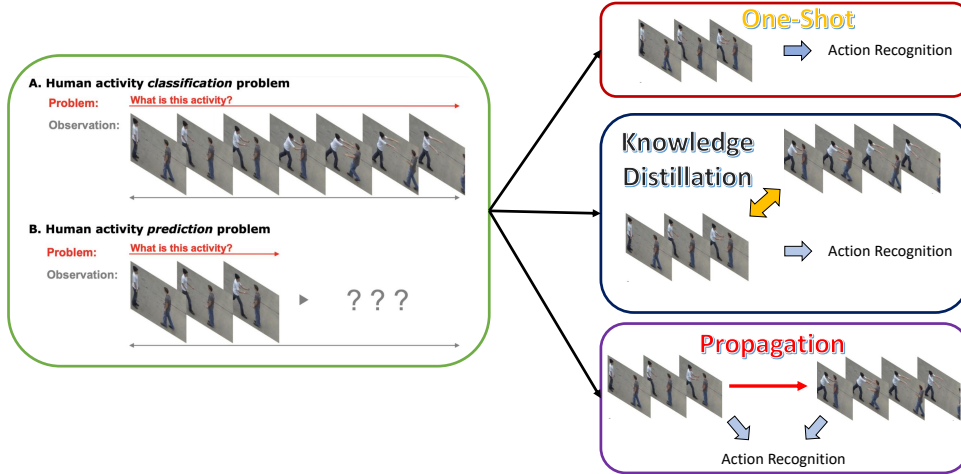 A. Human activity classification problem
Problem: What is this activity?
Observation:
B. Human activity prediction problem
Problem: What is this activity?
Observation:
? ? ?
One-Shot
Action Recognition
Knowledge
Distillation
Action Recognition
Propagation
Action Recognition